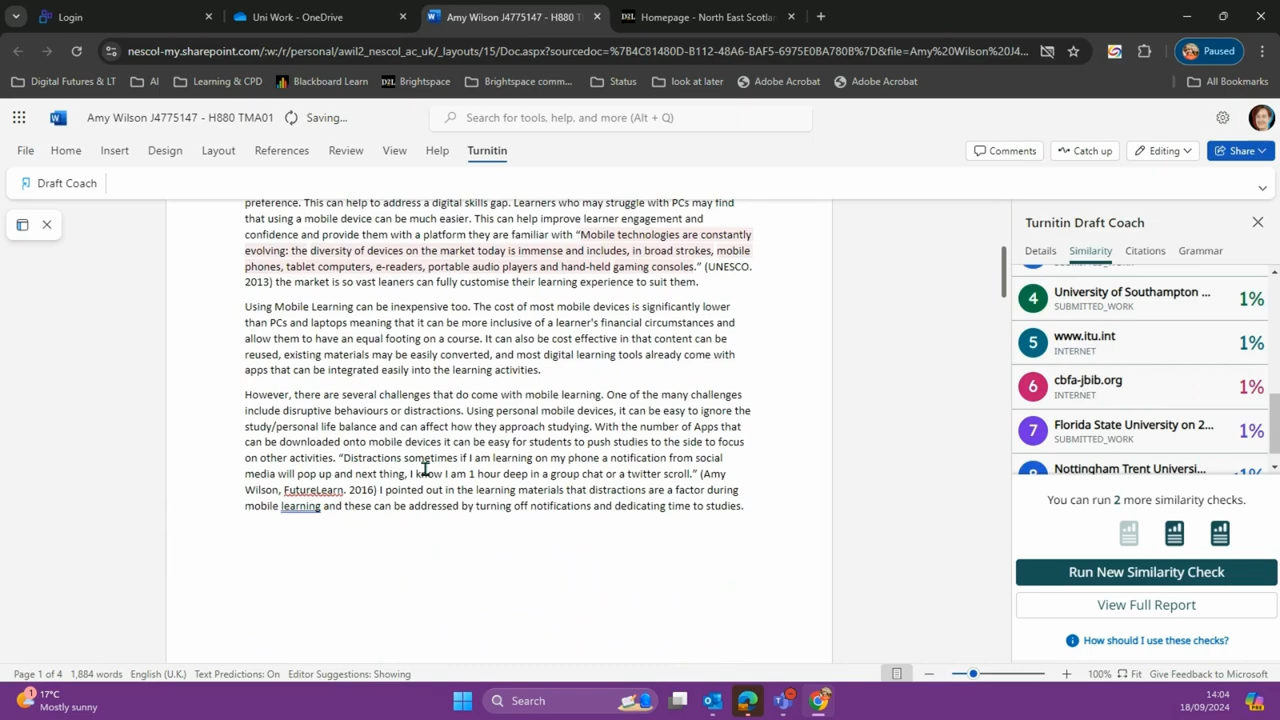 Login
Uni Work - OneDrive
Amy Wilson J4775147 - H880 T
D2L Homepage - North East Scotla
nescol-my.sharepoint.com/:w:/r/personal/awil2_nescol_ac_uk/_layouts/15/Doc.aspx?sourcedoc=%7B4C81480D-B112-48A6-BAF5-6975E0BA780B%7D&file=Amy%20Wilson%20J4...
Paused
Digital Futures & LT
AI
Learning & CPD
Blackboard Learn
D2L Brightspace
Brightspace comm...
Status
look at later
Adobe Acrobat
Adobe Acrobat
All Bookmarks
Amy Wilson J4775147 - H880 TMA01
Saving...
Search for tools, help, and more (Alt + Q)
File Home Insert Design Layout References Review View Help Turnitin
Comments
Catch up
Editing
Share
Draft Coach
preference. This can help to address a digital skills gap. Learners who may struggle with PCs may find
that using a mobile device can be much easier. This can help improve learner engagement and
confidence and provide them with a platform they are familiar with “Mobile technologies are constantly
evolving: the diversity of devices on the market today is immense and includes, in broad strokes, mobile
phones, tablet computers, e-readers, portable audio players and hand-held gaming consoles.” (UNESCO.
2013) the market is so vast leaners can fully customise their learning experience to suit them.
Using Mobile Learning can be inexpensive too. The cost of most mobile devices is significantly lower
than PCs and laptops meaning that it can be more inclusive of a learner's financial circumstances and
allow them to have an equal footing on a course. It can also be cost effective in that content can be
reused, existing materials may be easily converted, and most digital learning tools already come with
apps that can be integrated easily into the learning activities.
However, there are several challenges that do come with mobile learning. One of the many challenges
include disruptive behaviours or distractions. Using personal mobile devices, it can be easy to ignore the
study/personal life balance and can affect how they approach studying. With the number of Apps that
can be downloaded onto mobile devices it can be easy for students to push studies to the side to focus
on other activities. “Distractions sometimes if I am learning on my phone a notification from social
media will pop up and next thing, I know I am 1 hour deep in a group chat or a twitter scroll.” (Amy
Wilson, FutureLearn. 2016) I pointed out in the learning materials that distractions are a factor during
mobile learning and these can be addressed by turning off notifications and dedicating time to studies.
Turnitin Draft Coach
Details Similarity Citations Grammar
4 University of Southampton ... 1%
SUBMITTED_WORK
5 www.itu.int 1%
INTERNET
6 cbfa-jbib.org 1%
INTERNET
7 Florida State University on 2... 1%
SUBMITTED_WORK
Nottingham Trent Universi...
You can run 2 more similarity checks.
Run New Similarity Check
View Full Report
How should I use these checks?
Page 1 of 4 1,884 words English (U.K.) Text Predictions: On Editor Suggestions: Showing
100% Fit Give Feedback to Microsoft
1
17°C
Mostly sunny
Search
14:04
18/09/2024